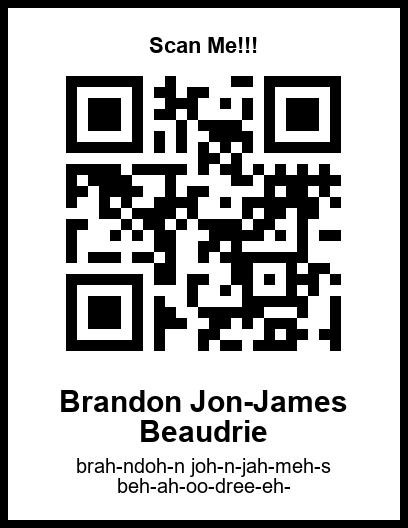 Scan Me!!!
Brandon Jon-James
Beaudrie
brah-ndoh-n joh-n-jah-meh-s
beh-ah-oo-dree-eh-